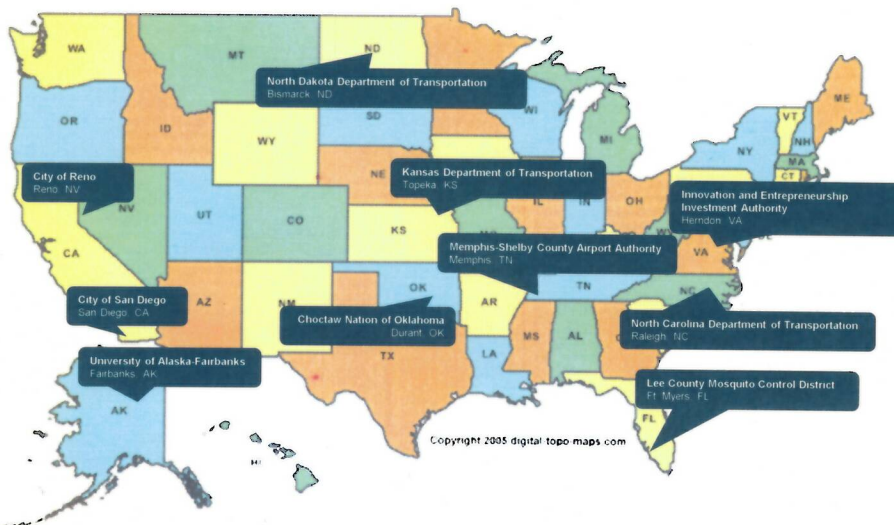 WA
MT
ND
ME
North Dakota Department of Transportation
Bismarck, ND
OR
ID
SD
WI
MI
VT
NH
NY
MA
CT
WY
City of Reno
Reno, NV
NV
UT
CO
NE
Kansas Department of Transportation
Topeka, KS
KS
IL
IN
OH
Innovation and Entrepreneurship
Investment Authority
Herndon, VA
VA
CA
Memphis-Shelby County Airport Authority
Memphis, TN
TN
NC
City of San Diego
San Diego, CA
AZ
NM
OK
AR
Choctaw Nation of Oklahoma
Durant, OK
MS
AL
North Carolina Department of Transportation
Raleigh, NC
University of Alaska-Fairbanks
Fairbanks, AK
AK
TX
LA
Lee County Mosquito Control District
Ft. Myers, FL
FL
Copyright 2005 digital-topo-maps.com
HI